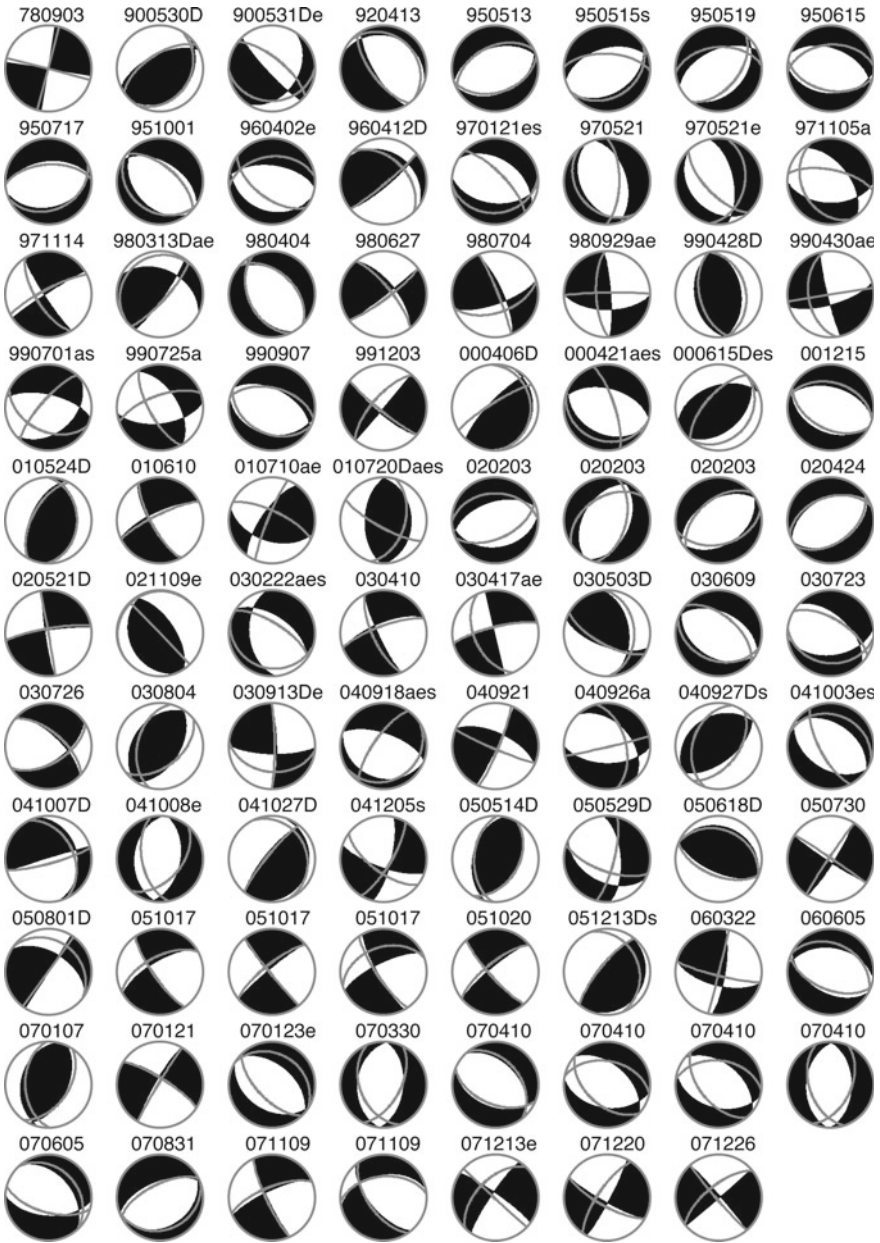 780903 900530D 900531De 920413 950513 950515s 950519 950615
950717 951001 960402e 960412D 970121es 970521 970521e 971105a
971114 980313Dae 980404 980627 980704 980929ae 990428D 990430ae
990701as 990725a 990907 991203 000406D 000421aes 000615Des 001215
010524D 010610 010710ae 010720Daes 020203 020203 020203 020424
020521D 021109e 030222aes 030410 030417ae 030503D 030609 030723
030726 030804 030913De 040918aes 040921 040926a 040927Ds 041003es
041007D 041008e 041027D 041205s 050514D 050529D 050618D 050730
050801D 051017 051017 051017 051020 051213Ds 060322 060605
070107 070121 070123e 070330 070410 070410 070410 070410
070605 070831 071109 071109 071213e 071220 071226